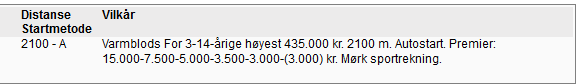 Distanse Vilkår
Startmetode
2100 - A Varmblods For 3-14-årige høyest 435.000 kr. 2100 m. Autostart. Premier:
15.000-7.500-5.000-3.500-3.000-(3.000) kr. Mørk sportrekning.